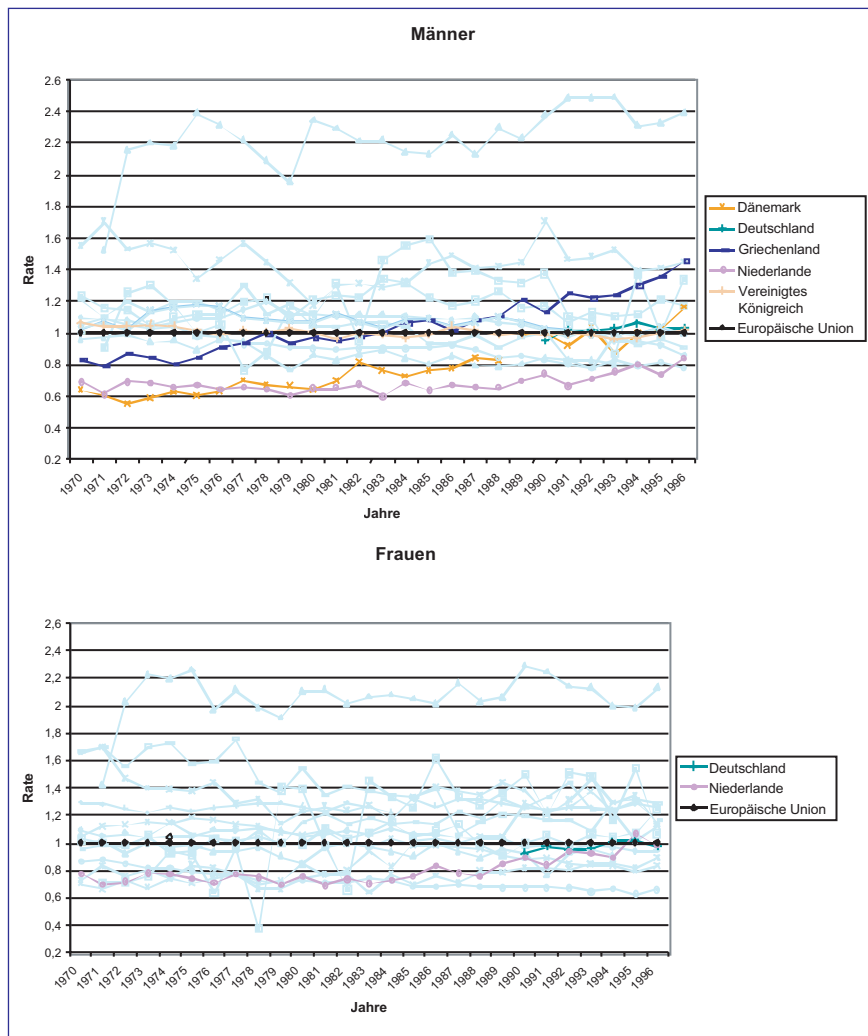 Männer
2.6
2.4
2.2
2
1.8
1.6
1.4
1.2
1
0.8
0.6
0.4
0.2
Rate
1970 1971 1972 1973 1974 1975 1976 1977 1978 1979 1980 1981 1982 1983 1984 1985 1986 1987 1988 1989 1990 1991 1992 1993 1994 1995 1996
Jahre
Dänemark
Deutschland
Griechenland
Niederlande
Vereinigtes
Königreich
Europäische Union
Frauen
2,6
2,4
2,2
2
1,8
1,6
1,4
1,2
1
0,8
0,6
0,4
0,2
Rate
1970 1971 1972 1973 1974 1975 1976 1977 1978 1979 1980 1981 1982 1983 1984 1985 1986 1987 1988 1989 1990 1991 1992 1993 1994 1995 1996
Jahre
Deutschland
Niederlande
Europäische Union